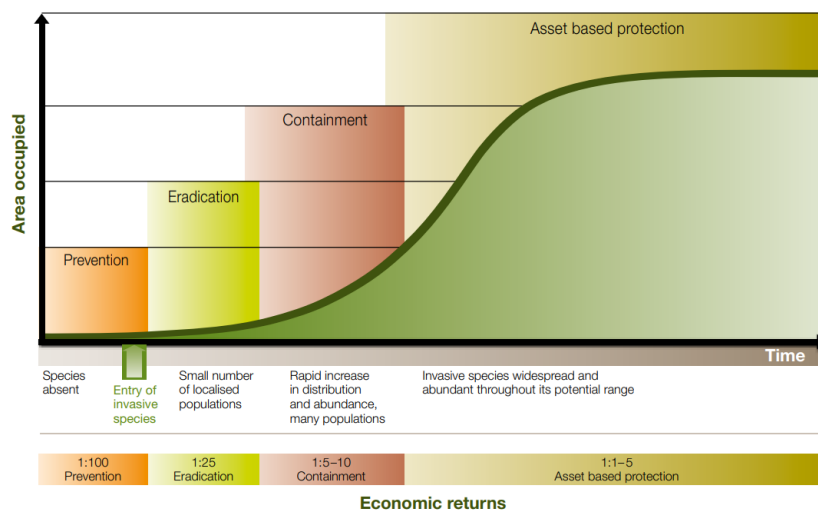 Asset based protection
Containment
Eradication
Prevention
Area occupied
Time
Species
absent
Entry of
invasive
species
Small number
of localised
populations
Rapid increase
in distribution
and abundance,
many populations
Invasive species widespread and
abundant throughout its potential range
1:100
Prevention
1:25
Eradication
1:5–10
Containment
1:1–5
Asset based protection
Economic returns